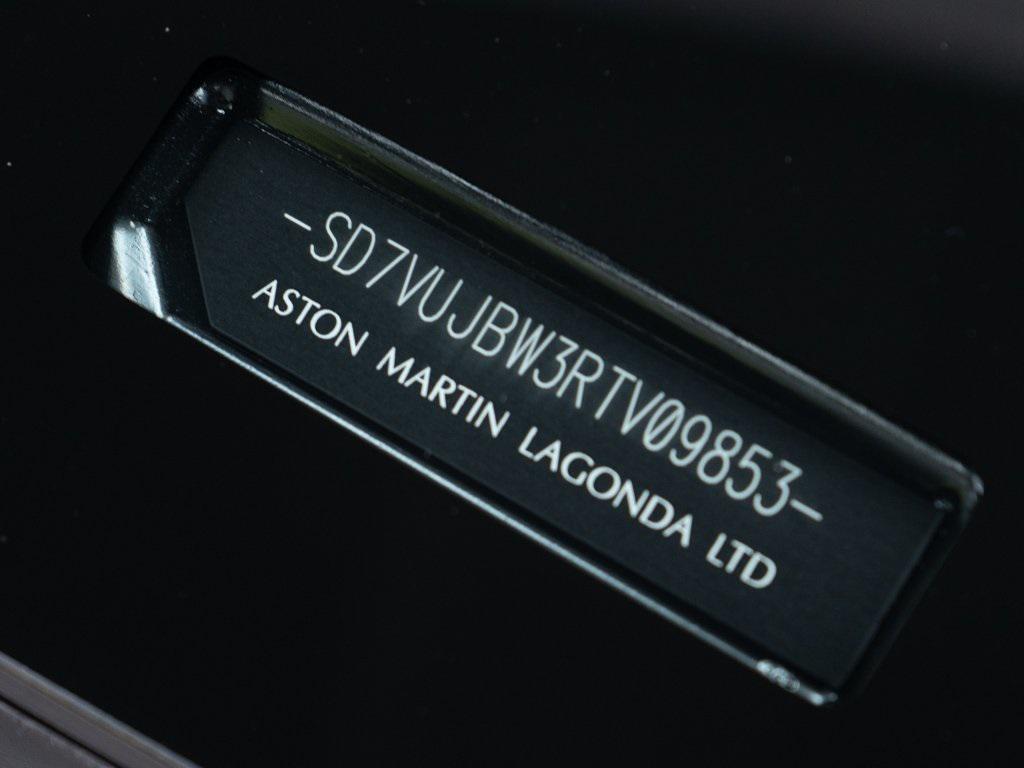 -SD7VUJBW3RTV09853-
ASTON MARTIN LAGONDA LTD